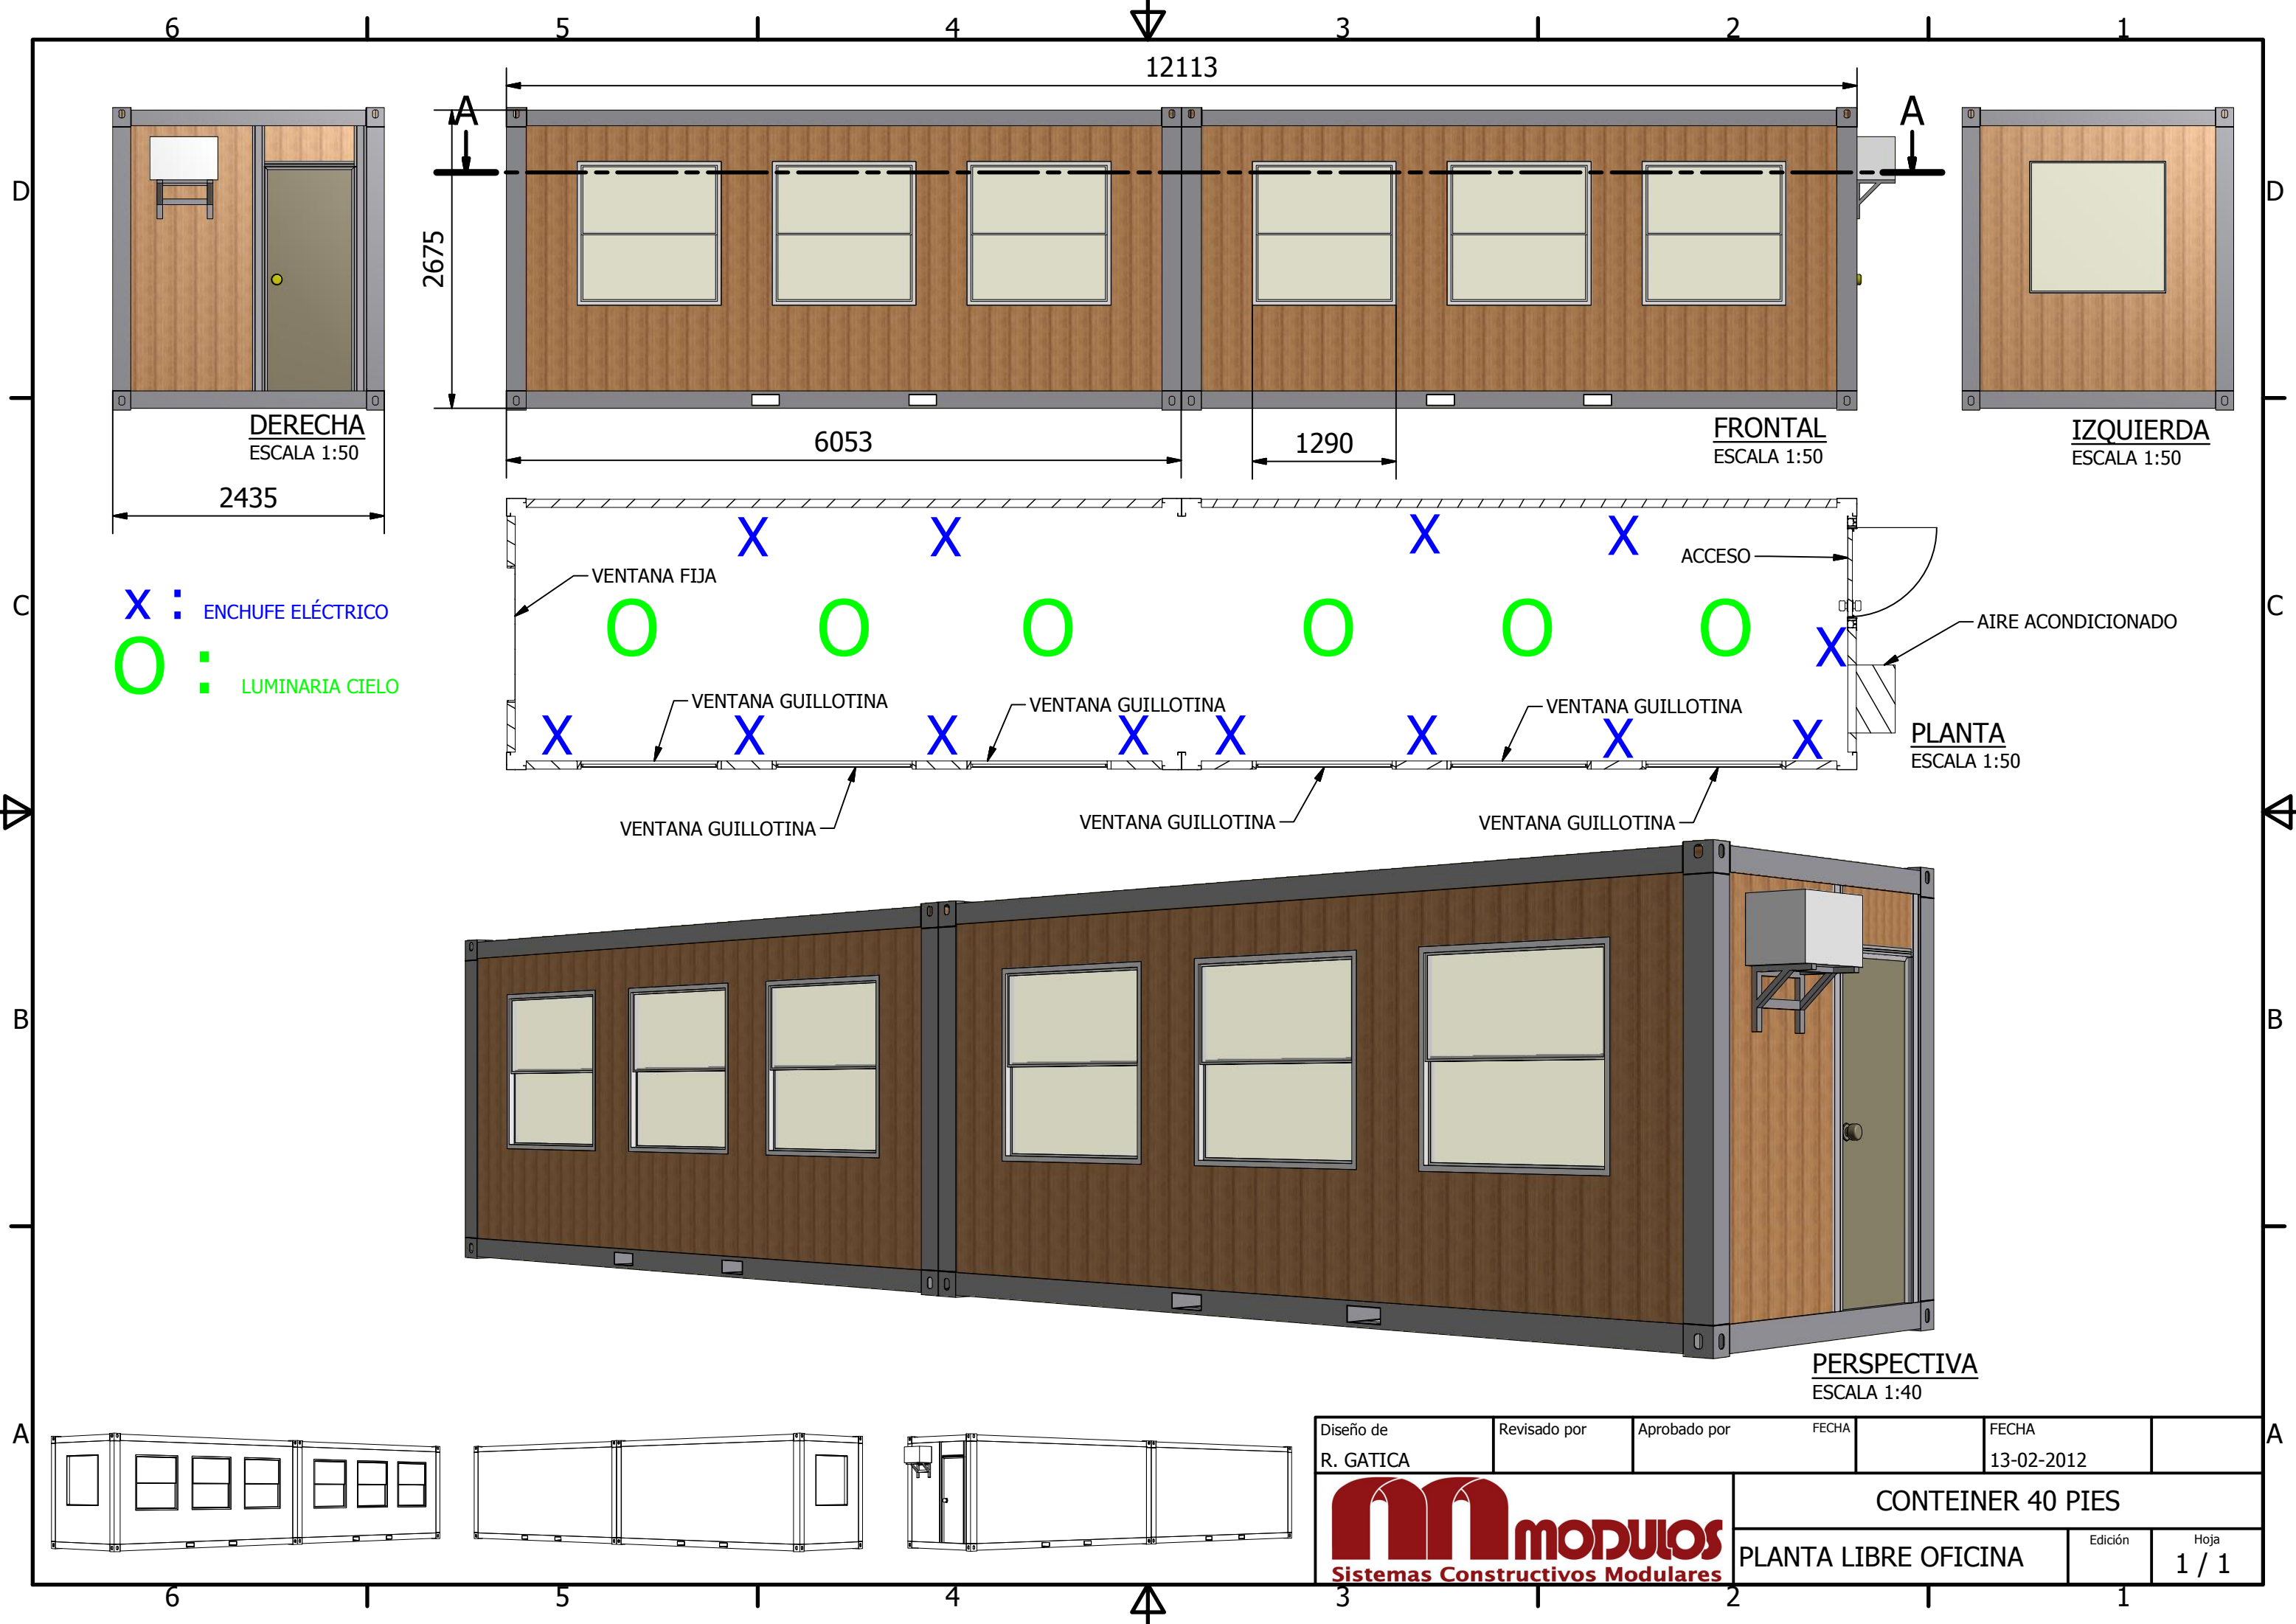 6 5 4 3 2 1
12113
A A
D D
2675
DERECHA
ESCALA 1:50
FRONTAL
ESCALA 1:50
IZQUIERDA
ESCALA 1:50
6053
1290
2435
X X X X
VENTANA FIJA
ACCESO
C C
X : ENCHUFE ELÉCTRICO
O O O O O O
AIRE ACONDICIONADO
X
O : LUMINARIA CIELO
VENTANA GUILLOTINA
VENTANA GUILLOTINA
VENTANA GUILLOTINA
X X X X X X X X
PLANTA
ESCALA 1:50
VENTANA GUILLOTINA
VENTANA GUILLOTINA
VENTANA GUILLOTINA
B B
PERSPECTIVA
ESCALA 1:40
A A
Diseño de
R. GATICA
Revisado por
Aprobado por
FECHA
FECHA
13-02-2012
MODULOS
Sistemas Constructivos Modulares
CONTEINER 40 PIES
PLANTA LIBRE OFICINA
Edición
Hoja
1 / 1
6 5 4 3 2 1